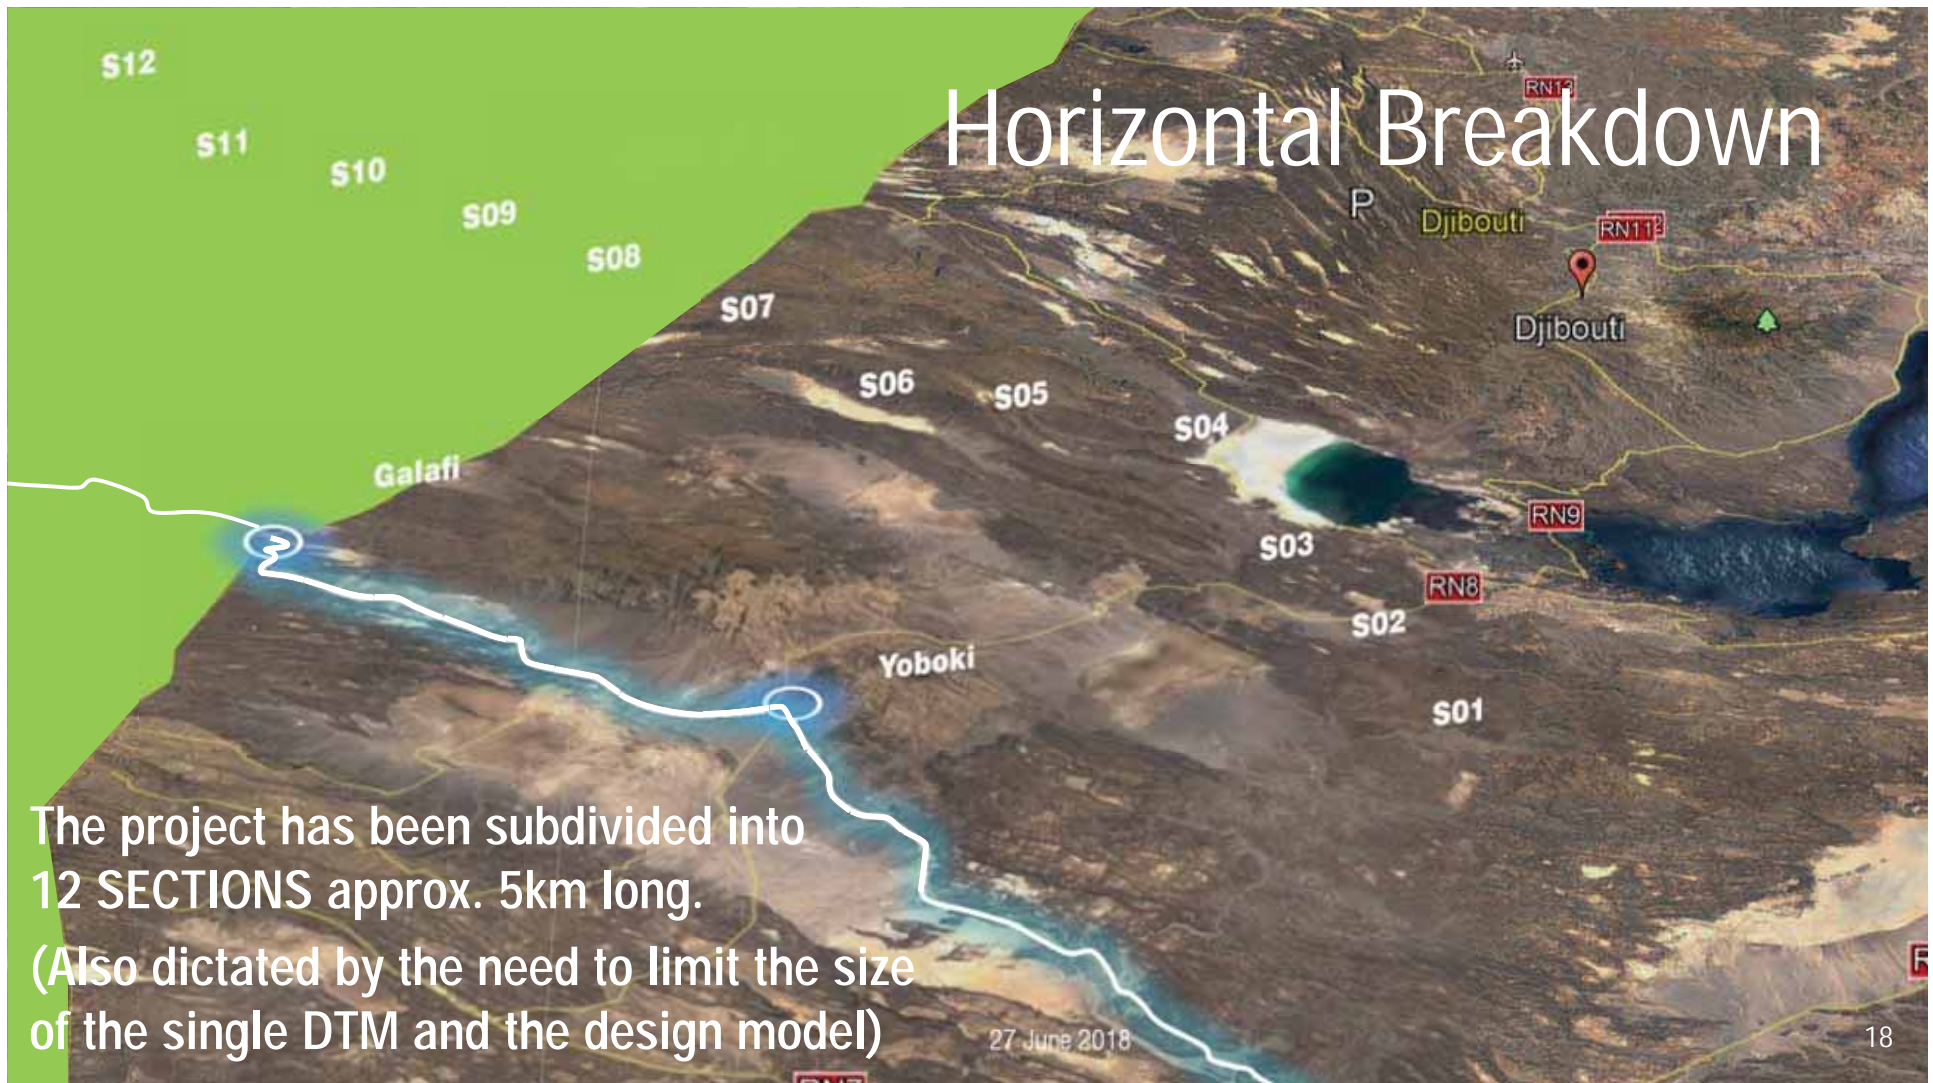 S12
RN13
Horizontal Breakdown
S11
S10
P
Djibouti
S09
RN11
S08
S07
Djibouti
S06
S05
S04
Galafi
RN9
S03
RN8
S02
Yoboki
S01
The project has been subdivided into
12 SECTIONS approx. 5km long.
(Also dictated by the need to limit the size
of the single DTM and the design model)
27 June 2018
18